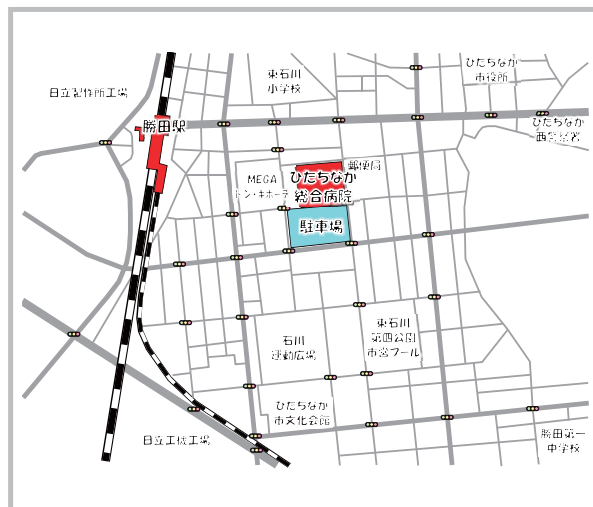 ひたちなか
市役所
東石川
小学校
日立製作所工場
勝田駅
ひたちなか
西警察署
郵便局
MEGA
ドン・キホーテ
ひたちなか
総合病院
駐車場
東石川
第四公園
市営プール
石川
運動広場
ひたちなか
市文化会館
日立工機工場
勝田第一
中学校